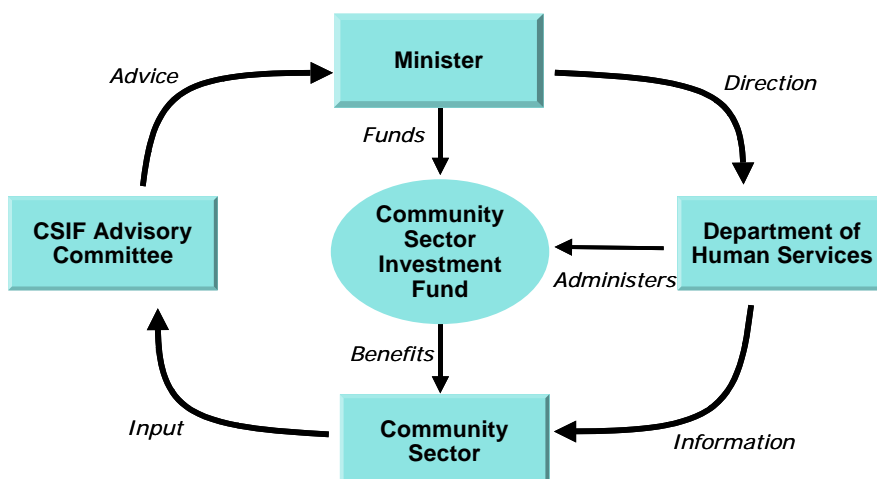 Minister
Advice
Direction
Funds
CSIF Advisory
Committee
Community
Sector
Investment
Fund
Department of
Human Services
Administers
Benefits
Input
Community
Sector
Information